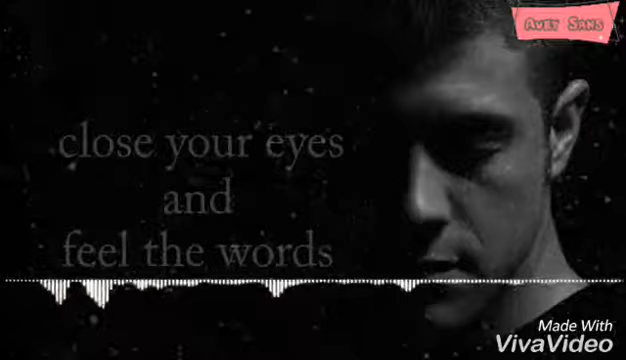 Avet Sans
close your eyes
and
feel the words
Made With
VivaVideo